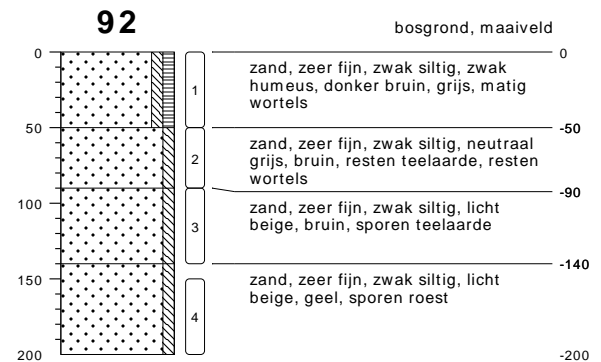 92
bosgrond, maaiveld
0
0
zand, zeer fijn, zwak siltig, zwak
humeus, donker bruin, grijs, matig
wortels
1
50
-50
zand, zeer fijn, zwak siltig, neutraal
grijs, bruin, resten teelaarde, resten
wortels
2
-90
100
zand, zeer fijn, zwak siltig, licht
beige, bruin, sporen teelaarde
3
-140
150
zand, zeer fijn, zwak siltig, licht
beige, geel, sporen roest
4
200
-200